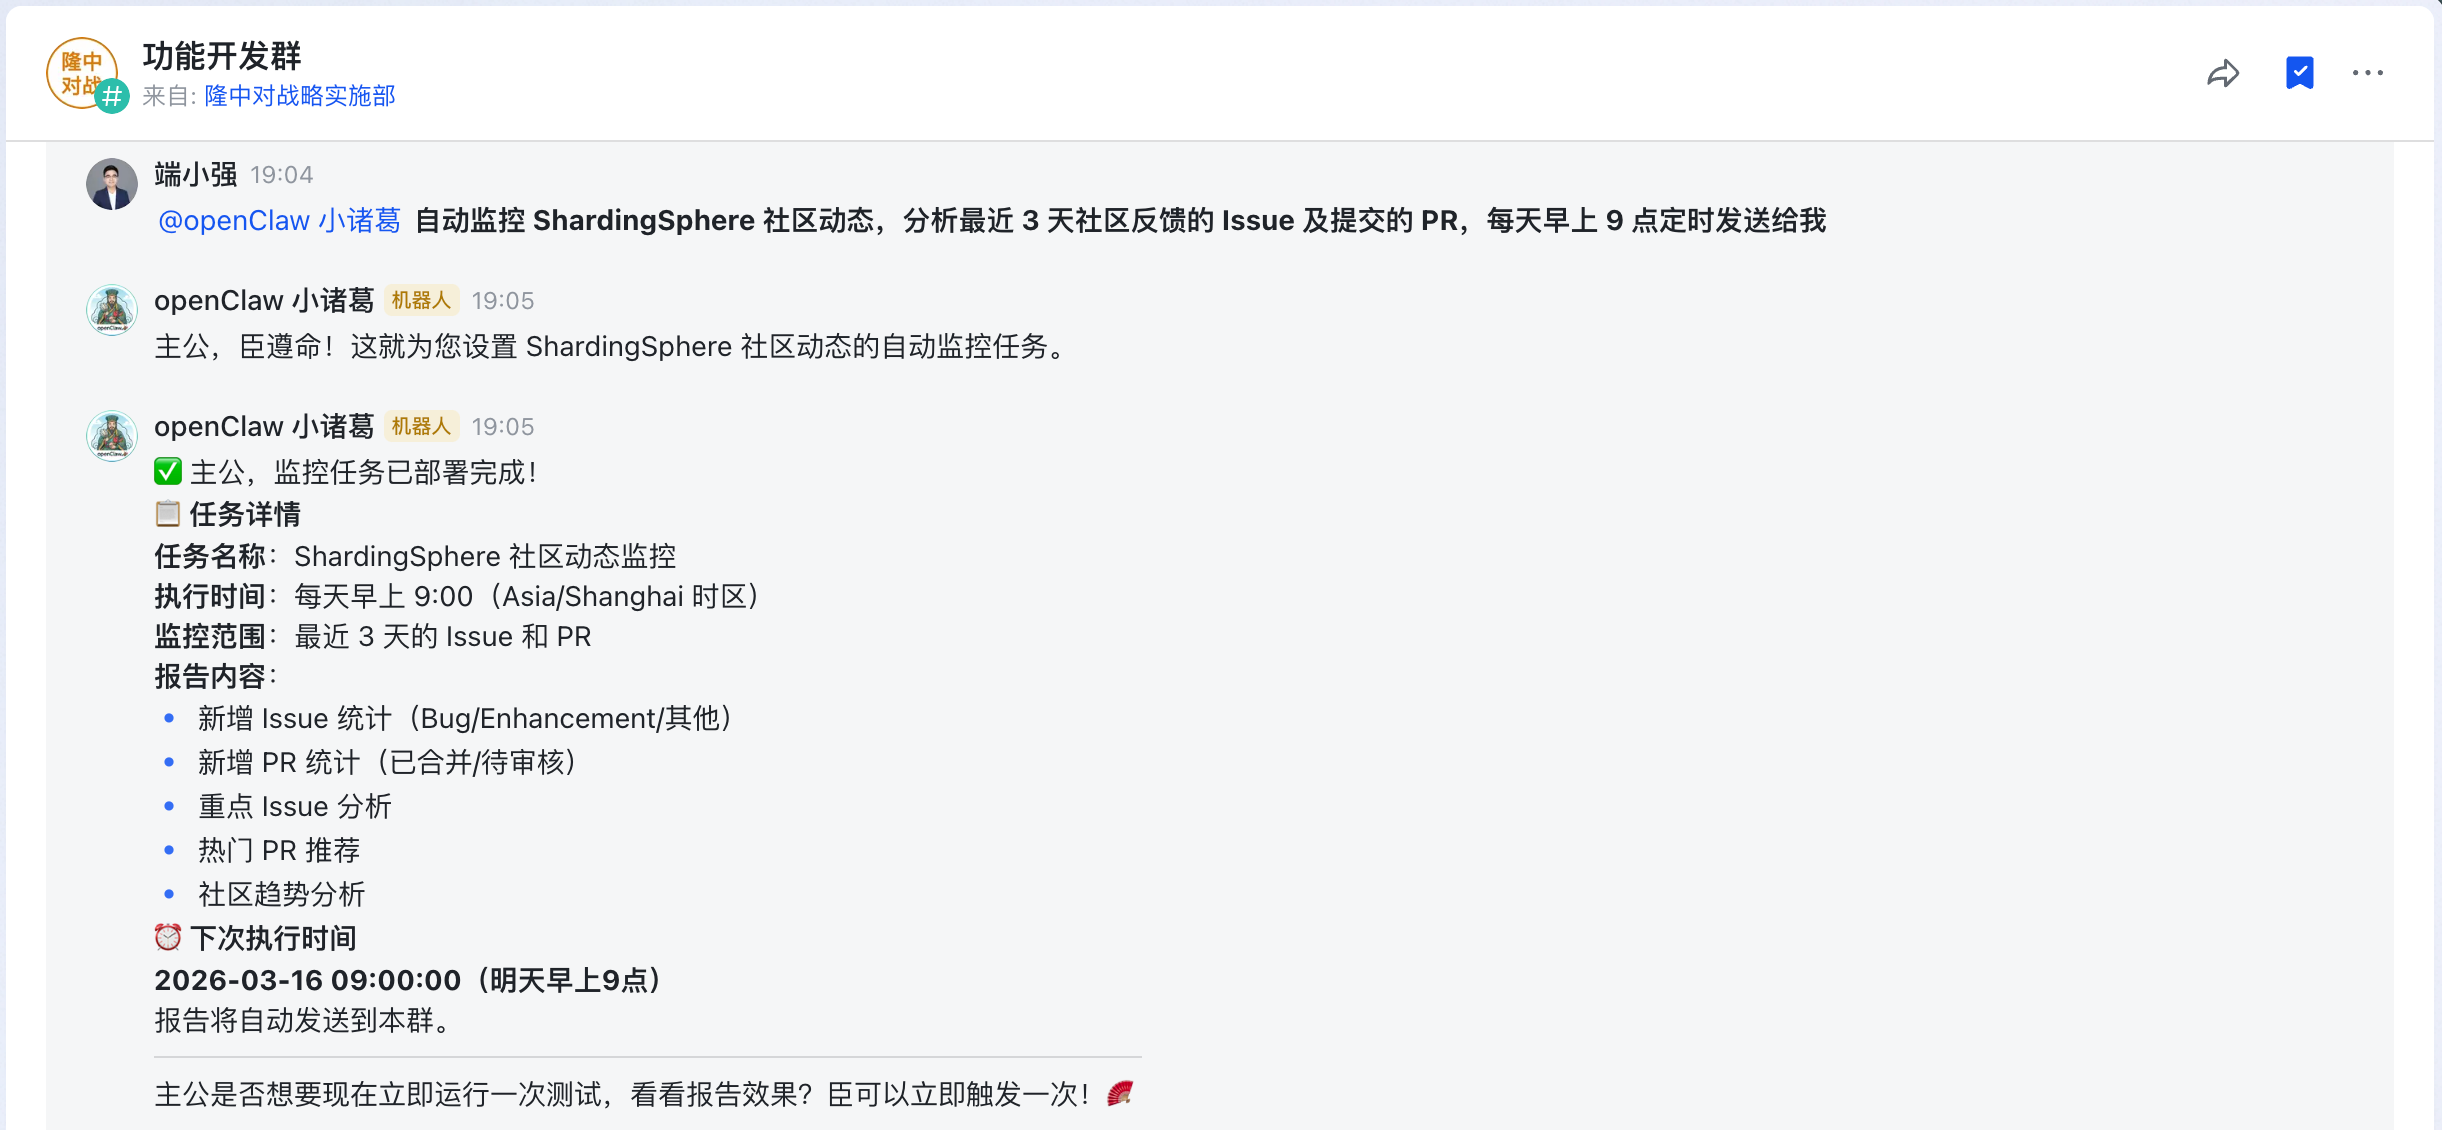 隆中
对战
#
功能开发群
来自: 隆中对战略实施部
端小强 19:04
@openClaw 小诸葛 自动监控 ShardingSphere 社区动态，分析最近 3 天社区反馈的 Issue 及提交的 PR，每天早上 9 点定时发送给我
openClaw 小诸葛 机器人 19:05
主公，臣遵命！这就为您设置 ShardingSphere 社区动态的自动监控任务。
openClaw 小诸葛 机器人 19:05
✅ 主公，监控任务已部署完成！
📋 任务详情
任务名称：ShardingSphere 社区动态监控
执行时间：每天早上 9:00（Asia/Shanghai 时区）
监控范围：最近 3 天的 Issue 和 PR
报告内容：
• 新增 Issue 统计（Bug/Enhancement/其他）
• 新增 PR 统计（已合并/待审核）
• 重点 Issue 分析
• 热门 PR 推荐
• 社区趋势分析
⏰ 下次执行时间
2026-03-16 09:00:00（明天早上9点）
报告将自动发送到本群。
主公是否想要现在立即运行一次测试，看看报告效果？臣可以立即触发一次！🪭